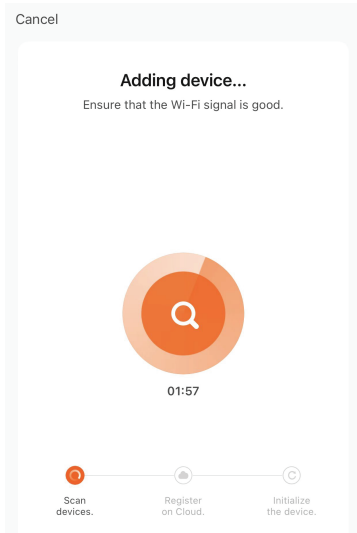 Cancel
Adding device...
Ensure that the Wi-Fi signal is good.
01:57
Scan
devices.
Register
on Cloud.
Initialize
the device.